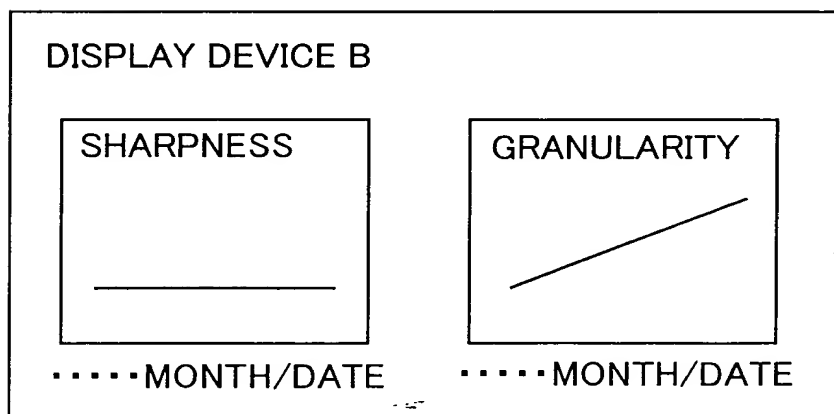 DISPLAY DEVICE B
SHARPNESS
GRANULARITY
·····MONTH/DATE
·····MONTH/DATE